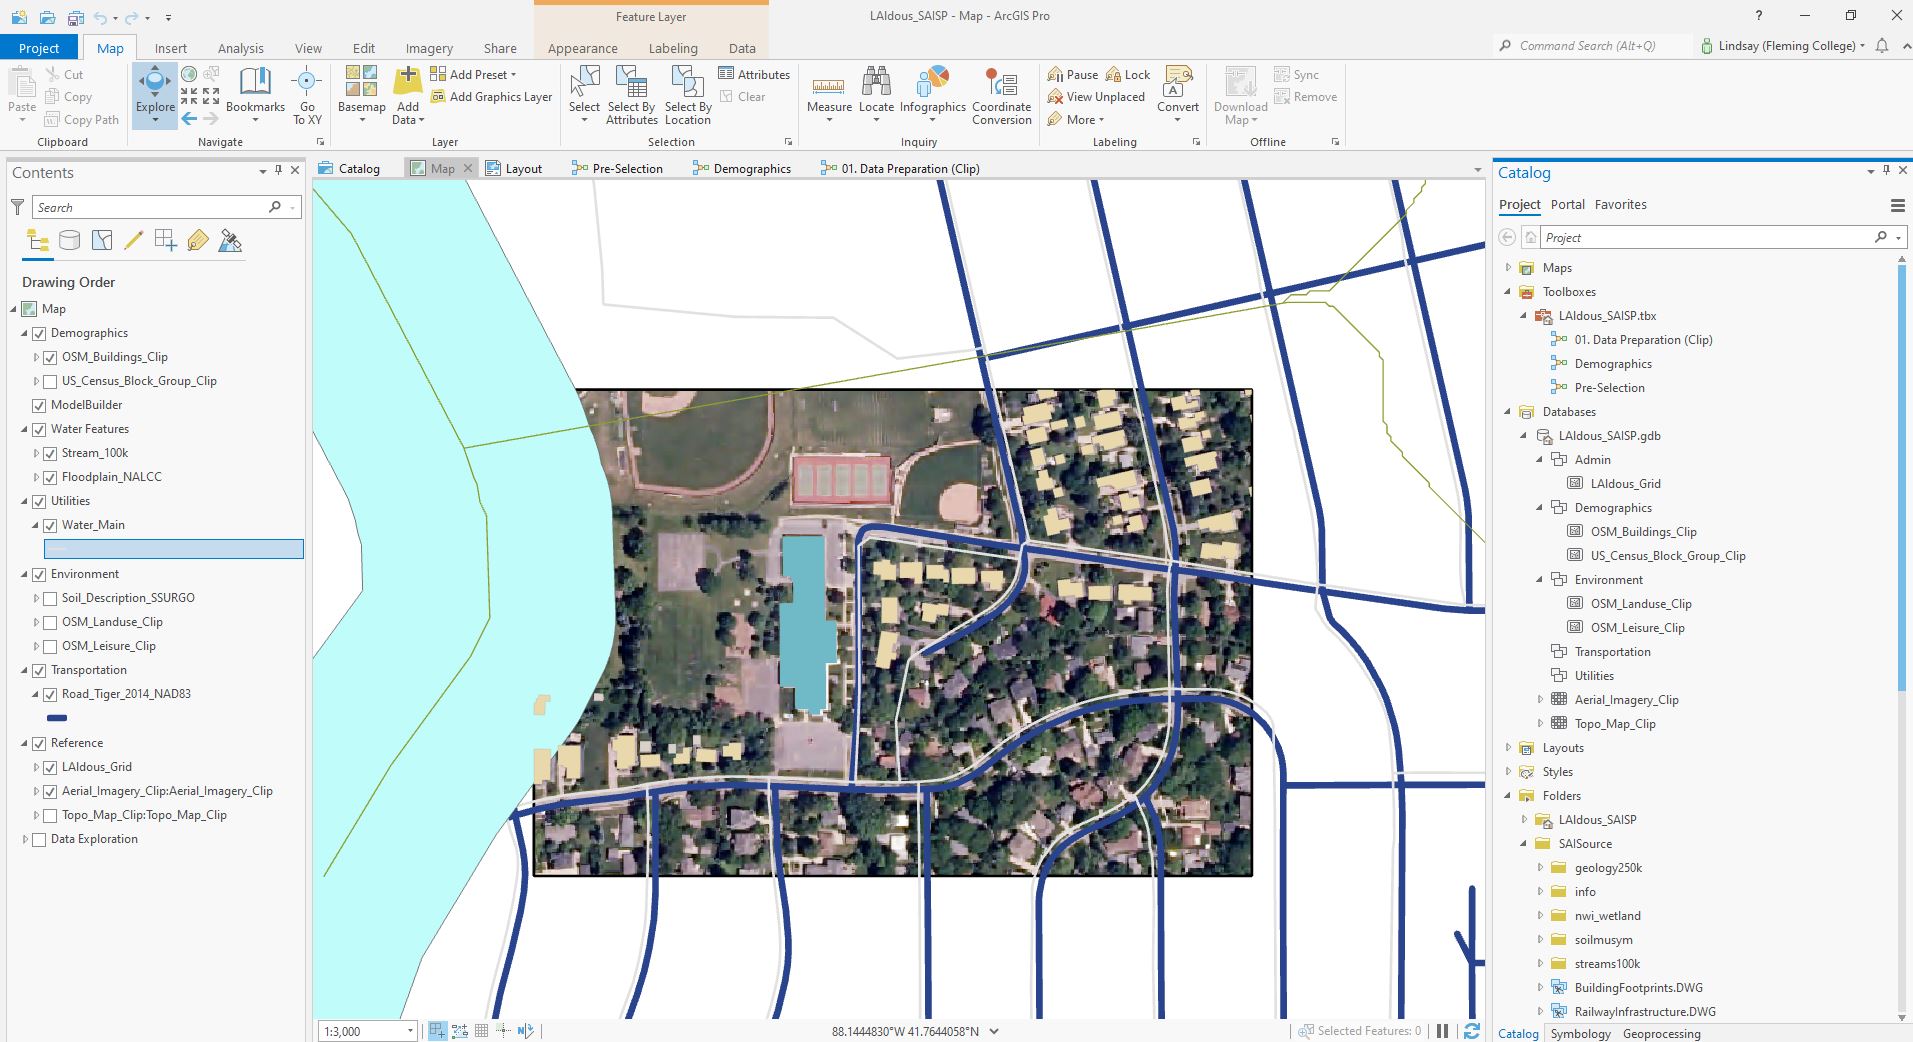 Feature Layer
LAldous_SAISP - Map - ArcGIS Pro
?
Project
Map
Insert
Analysis
View
Edit
Imagery
Share
Appearance
Labeling
Data
Command Search (Alt+Q)
Lindsay (Fleming College)
Paste
Cut
Copy
Copy Path
Clipboard
Explore
Bookmarks
Go To XY
Navigate
Basemap
Add Data
Add Preset
Add Graphics Layer
Layer
Select
Select By Attributes
Select By Location
Attributes
Clear
Selection
Measure
Locate
Infographics
Coordinate Conversion
Inquiry
Pause
Lock
View Unplaced
More
Convert
Labeling
Download Map
Sync
Remove
Offline
Contents
Search
Drawing Order
Map
Demographics
OSM_Buildings_Clip
US_Census_Block_Group_Clip
ModelBuilder
Water Features
Stream_100k
Floodplain_NALCC
Utilities
Water_Main
Environment
Soil_Description_SSURGO
OSM_Landuse_Clip
OSM_Leisure_Clip
Transportation
Road_Tiger_2014_NAD83
Reference
LAldous_Grid
Aerial_Imagery_Clip:Aerial_Imagery_Clip
Topo_Map_Clip:Topo_Map_Clip
Data Exploration
Catalog
Map
Layout
Pre-Selection
Demographics
01. Data Preparation (Clip)
1:3,000
88.1444830°W 41.7644058°N
Selected Features: 0
Catalog
Project
Portal
Favorites
Project
Maps
Toolboxes
LAldous_SAISP.tbx
01. Data Preparation (Clip)
Demographics
Pre-Selection
Databases
LAldous_SAISP.gdb
Admin
LAldous_Grid
Demographics
OSM_Buildings_Clip
US_Census_Block_Group_Clip
Environment
OSM_Landuse_Clip
OSM_Leisure_Clip
Transportation
Utilities
Aerial_Imagery_Clip
Topo_Map_Clip
Layouts
Styles
Folders
LAldous_SAISP
SAISource
geology250k
info
nwi_wetland
soilmusym
streams100k
BuildingFootprints.DWG
RailwayInfrastructure.DWG
Catalog
Symbology
Geoprocessing